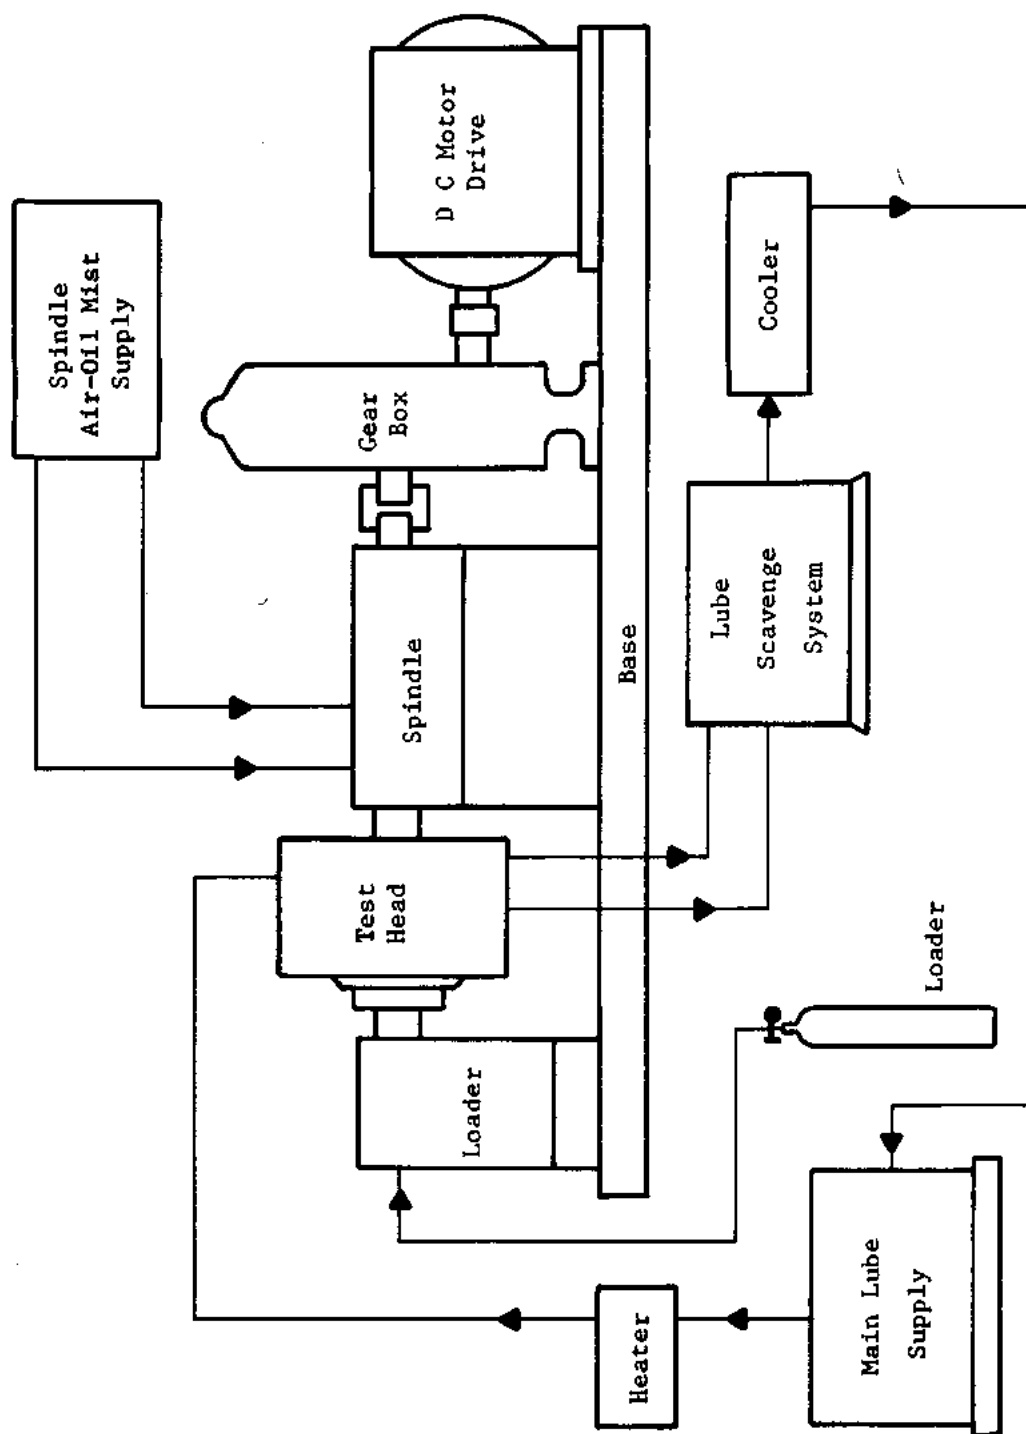 Spindle
Air-Oil Mist
Supply
D C Motor
Drive
Gear
Box
Spindle
Test
Head
Loader
Base
Cooler
Lube
Scavenge
System
Loader
Heater
Main Lube
Supply